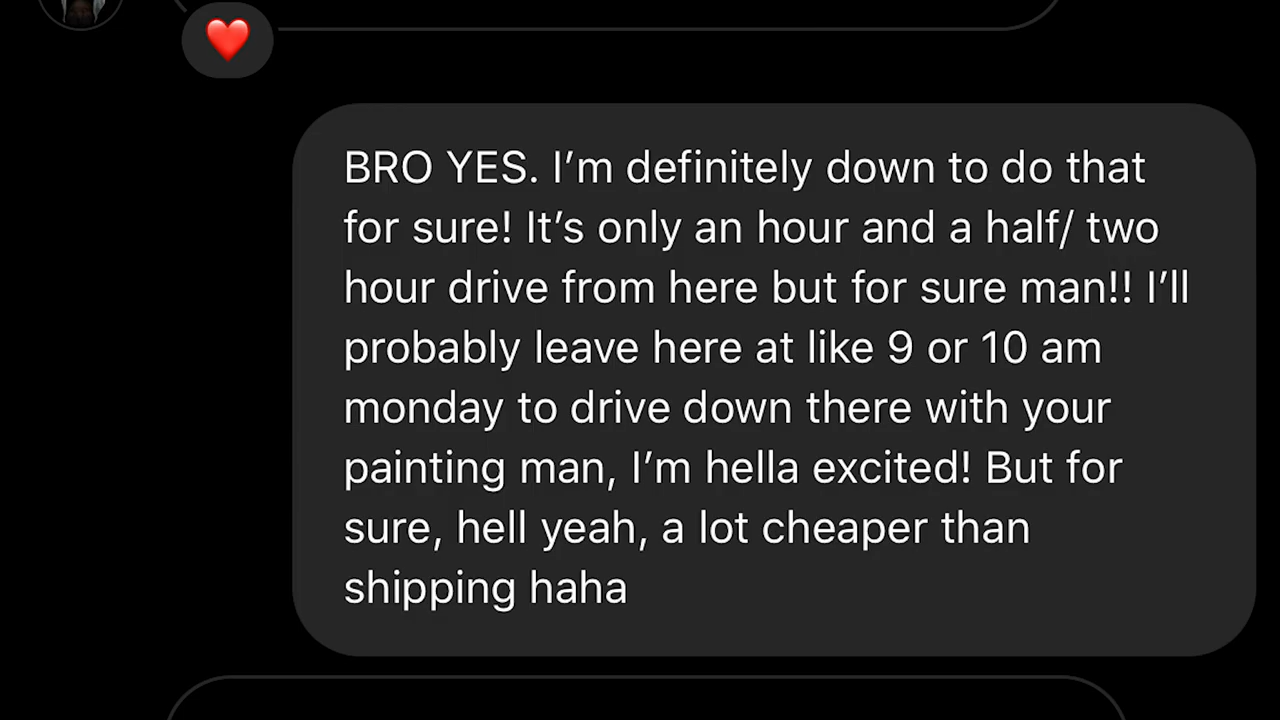 ❤️
BRO YES. I’m definitely down to do that
for sure! It’s only an hour and a half/ two
hour drive from here but for sure man!! I’ll
probably leave here at like 9 or 10 am
monday to drive down there with your
painting man, I’m hella excited! But for
sure, hell yeah, a lot cheaper than
shipping haha